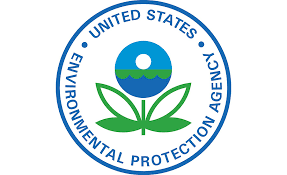 UNITED STATES
ENVIRONMENTAL PROTECTION AGENCY